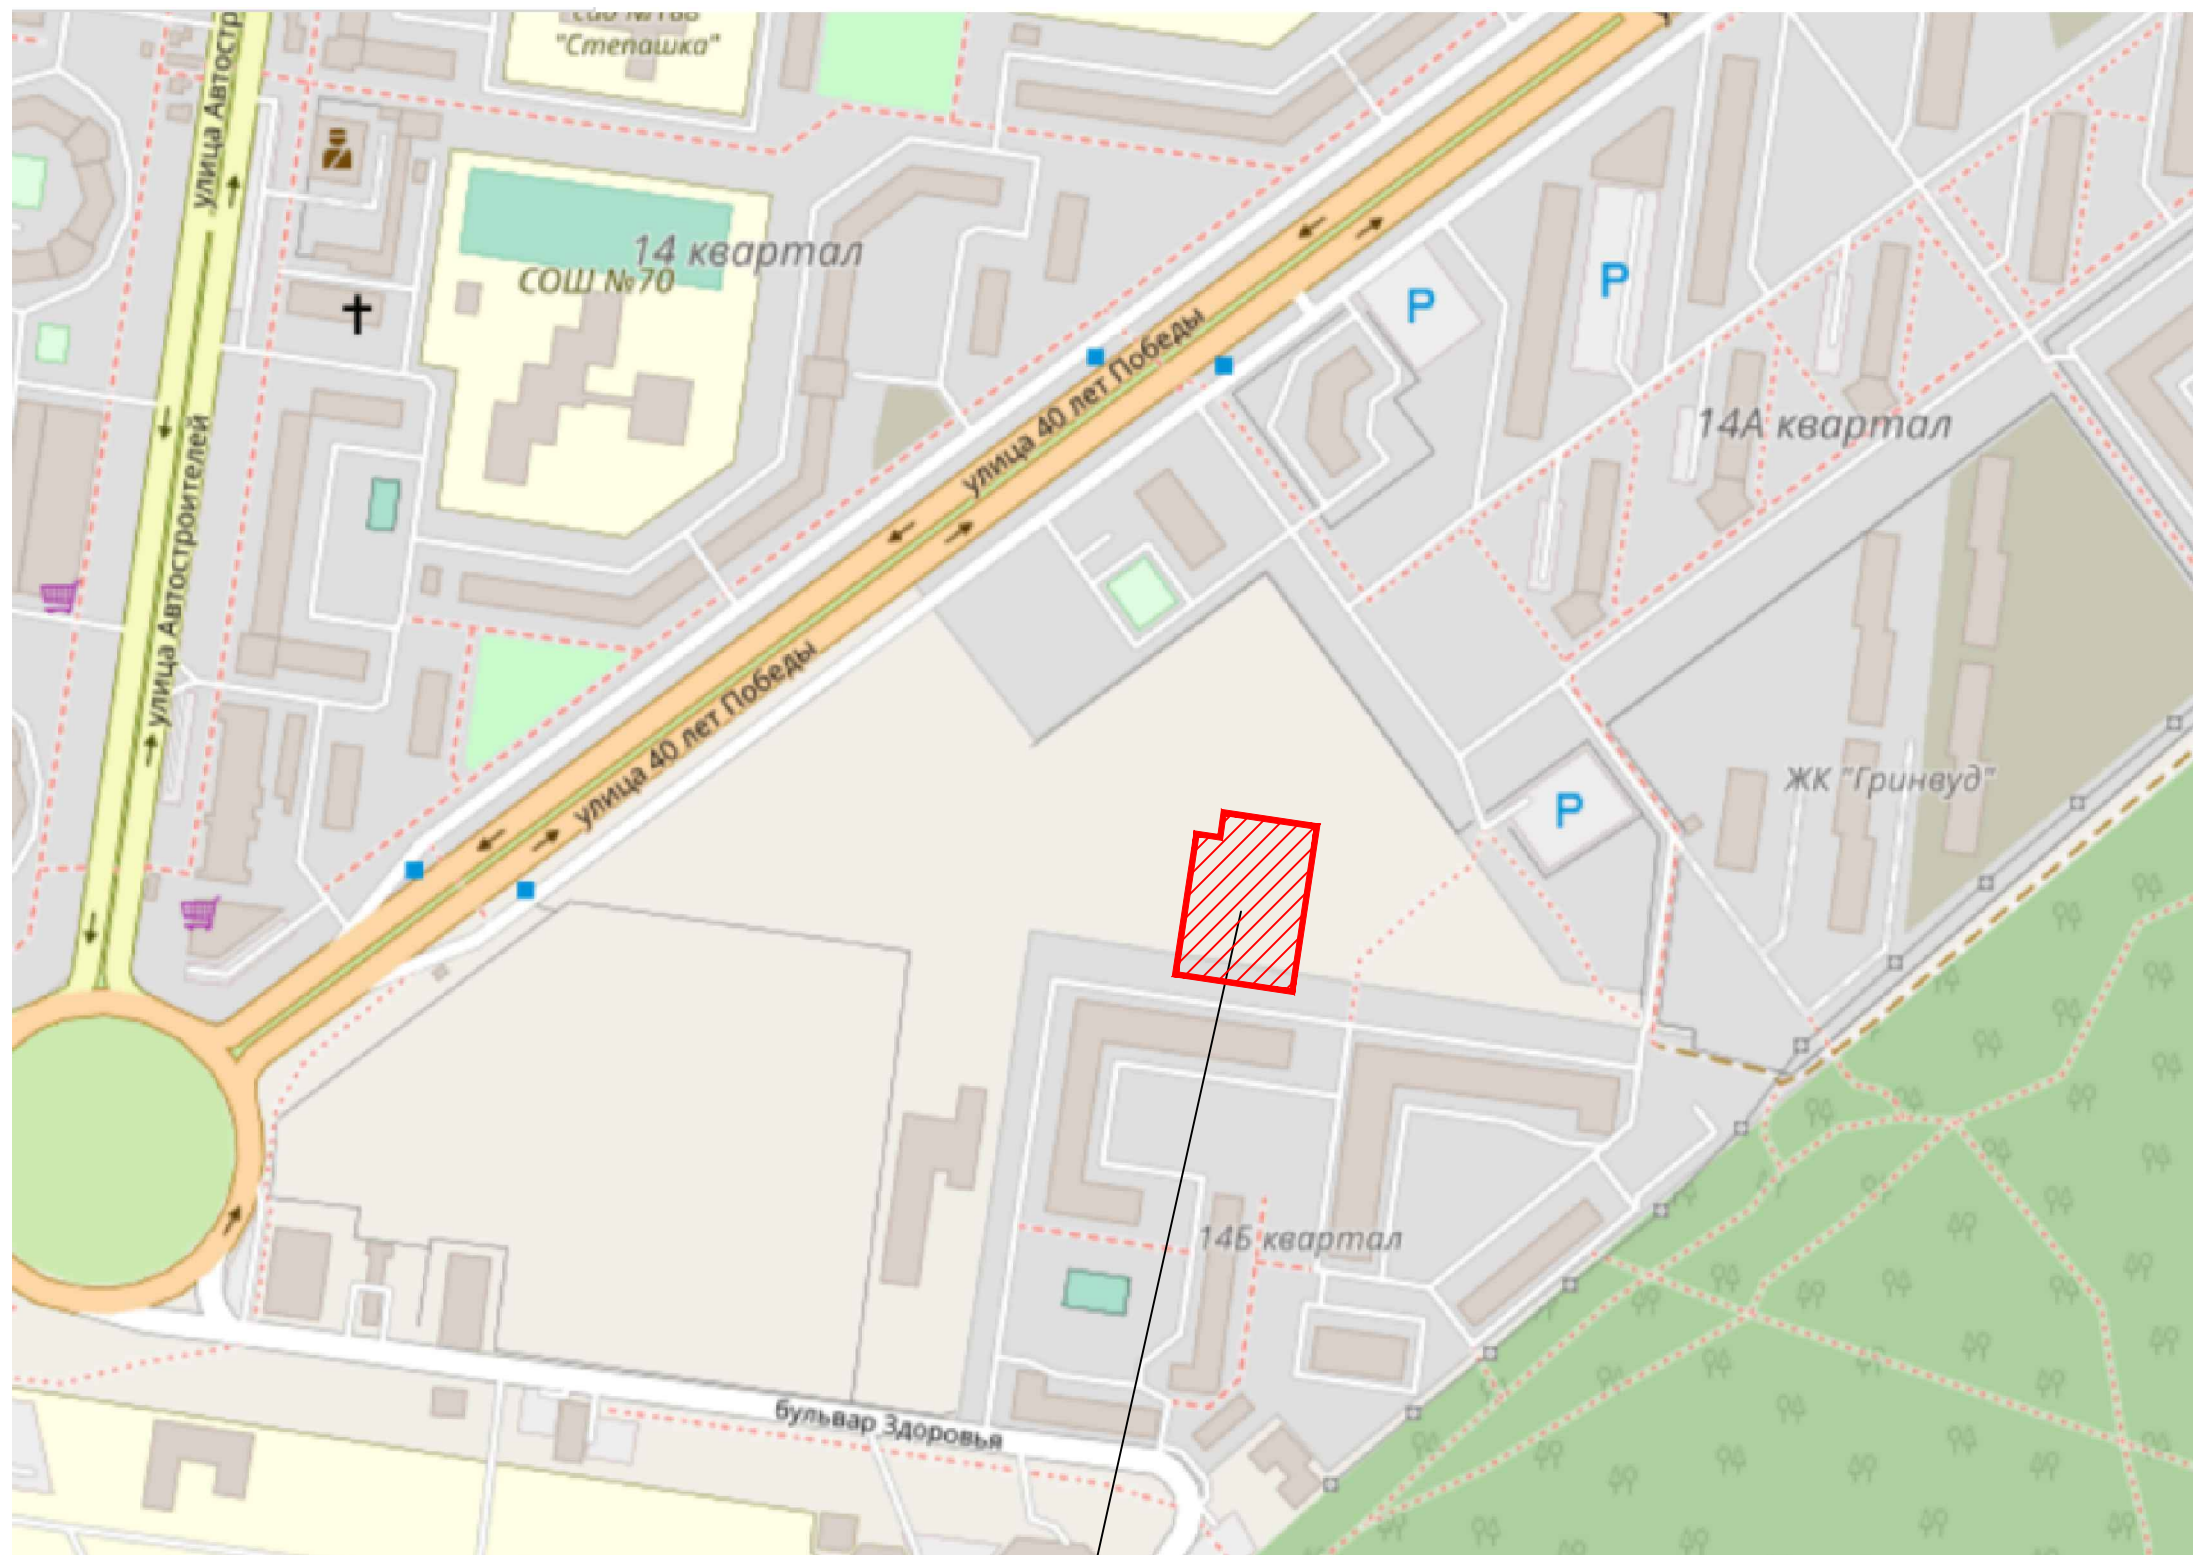 "Степашка"
улица Автостр
14 квартал
СОШ №70
P
P
улица 40 лет Победы
14А квартал
улица Автостроителей
улица 40 лет Победы
ЖК "Гринвуд"
P
14Б квартал
бульвар Здоровья